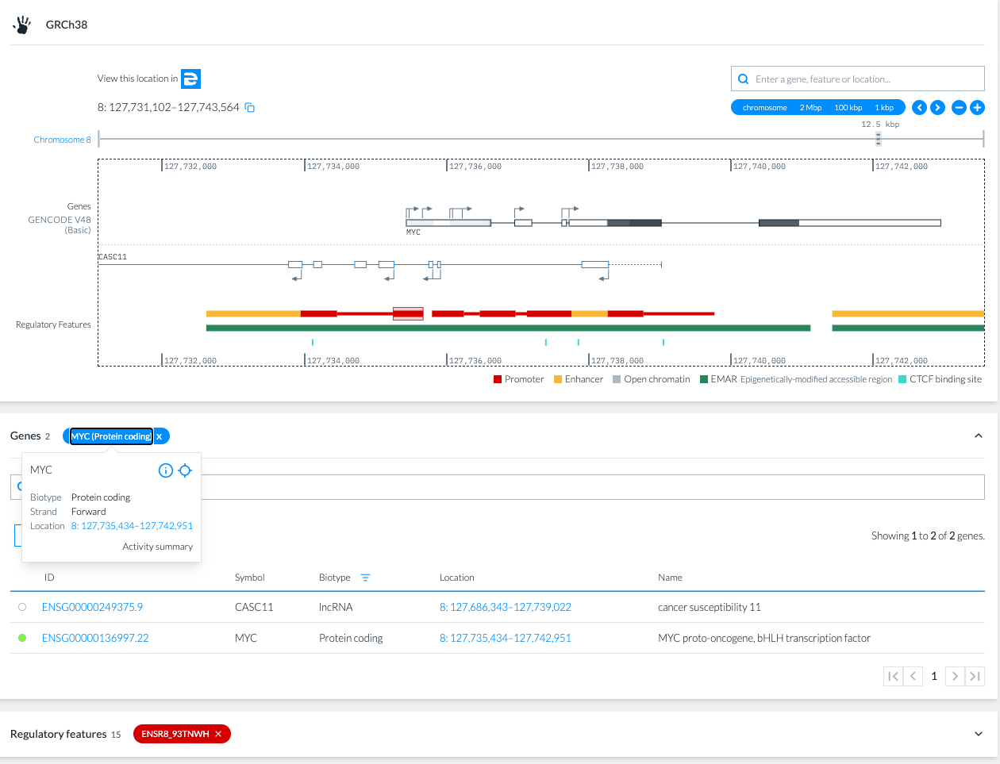 GRCh38
View this location in
Enter a gene, feature or location...
8: 127,731,102–127,743,564
chromosome 2 Mbp 100 kbp 1 kbp
12.5 kbp
Chromosome 8
127,732,000 127,734,000 127,736,000 127,738,000 127,740,000 127,742,000
Genes
GENCODE V48
(Basic)
MYC
CASC11
Regulatory Features
127,732,000 127,734,000 127,736,000 127,738,000 127,740,000 127,742,000
Promoter Enhancer Open chromatin EMAR Epigenetically-modified accessible region CTCF binding site
Genes 2 MYC (Protein coding) x
MYC
Biotype Protein coding
Strand Forward
Location 8: 127,735,434–127,742,951
Activity summary
Showing 1 to 2 of 2 genes.
ID Symbol Biotype Location Name
ENSG00000249375.9 CASC11 lncRNA 8: 127,686,343–127,739,022 cancer susceptibility 11
ENSG00000136997.22 MYC Protein coding 8: 127,735,434–127,742,951 MYC proto-oncogene, bHLH transcription factor
1
Regulatory features 15 ENSR8_93TNWH ×